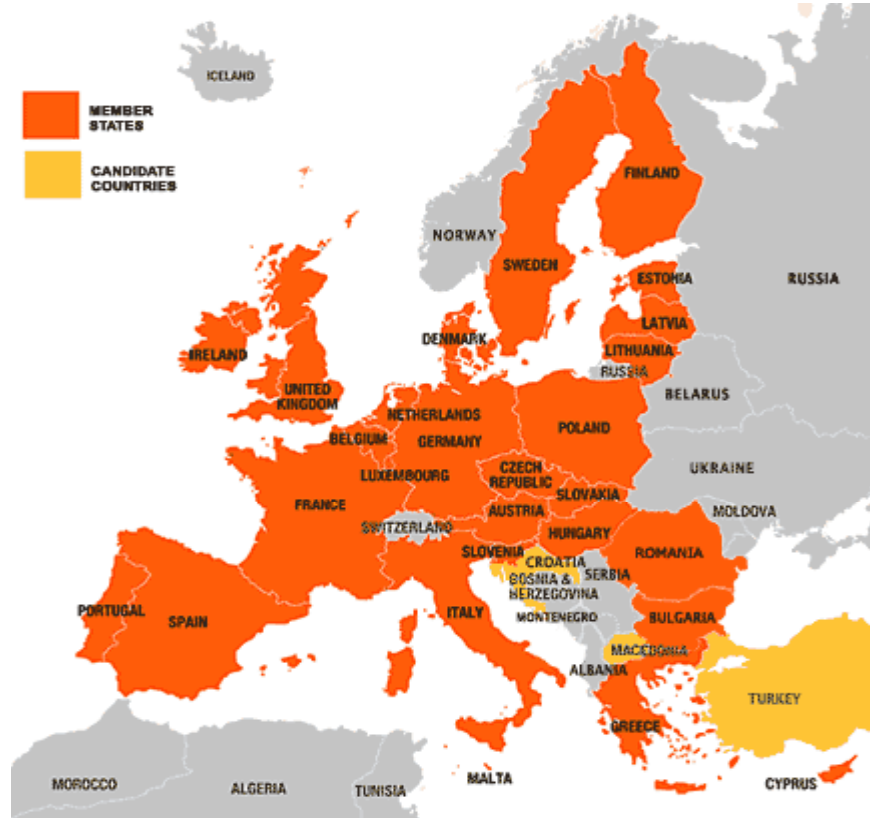 ICELAND
MEMBER
STATES
CANDIDATE
COUNTRIES
FINLAND
NORWAY
SWEDEN
RUSSIA
ESTONIA
LATVIA
DENMARK
LITHUANIA
IRELAND
RUSSIA
UNITED
KINGDOM
BELARUS
NETHERLANDS
POLAND
BELGIUM
GERMANY
CZECH
REPUBLIC
UKRAINE
LUXEMBOURG
SLOVAKIA
FRANCE
AUSTRIA
MOLDOVA
SWITZERLAND
HUNGARY
SLOVENIA
ROMANIA
CROATIA
SERBIA
BOSNIA &
HERZEGOVINA
PORTUGAL
SPAIN
ITALY
MONTENEGRO
BULGARIA
MACEDONIA
ALBANIA
TURKEY
GREECE
MALTA
MOROCCO
ALGERIA
TUNISIA
CYPRUS